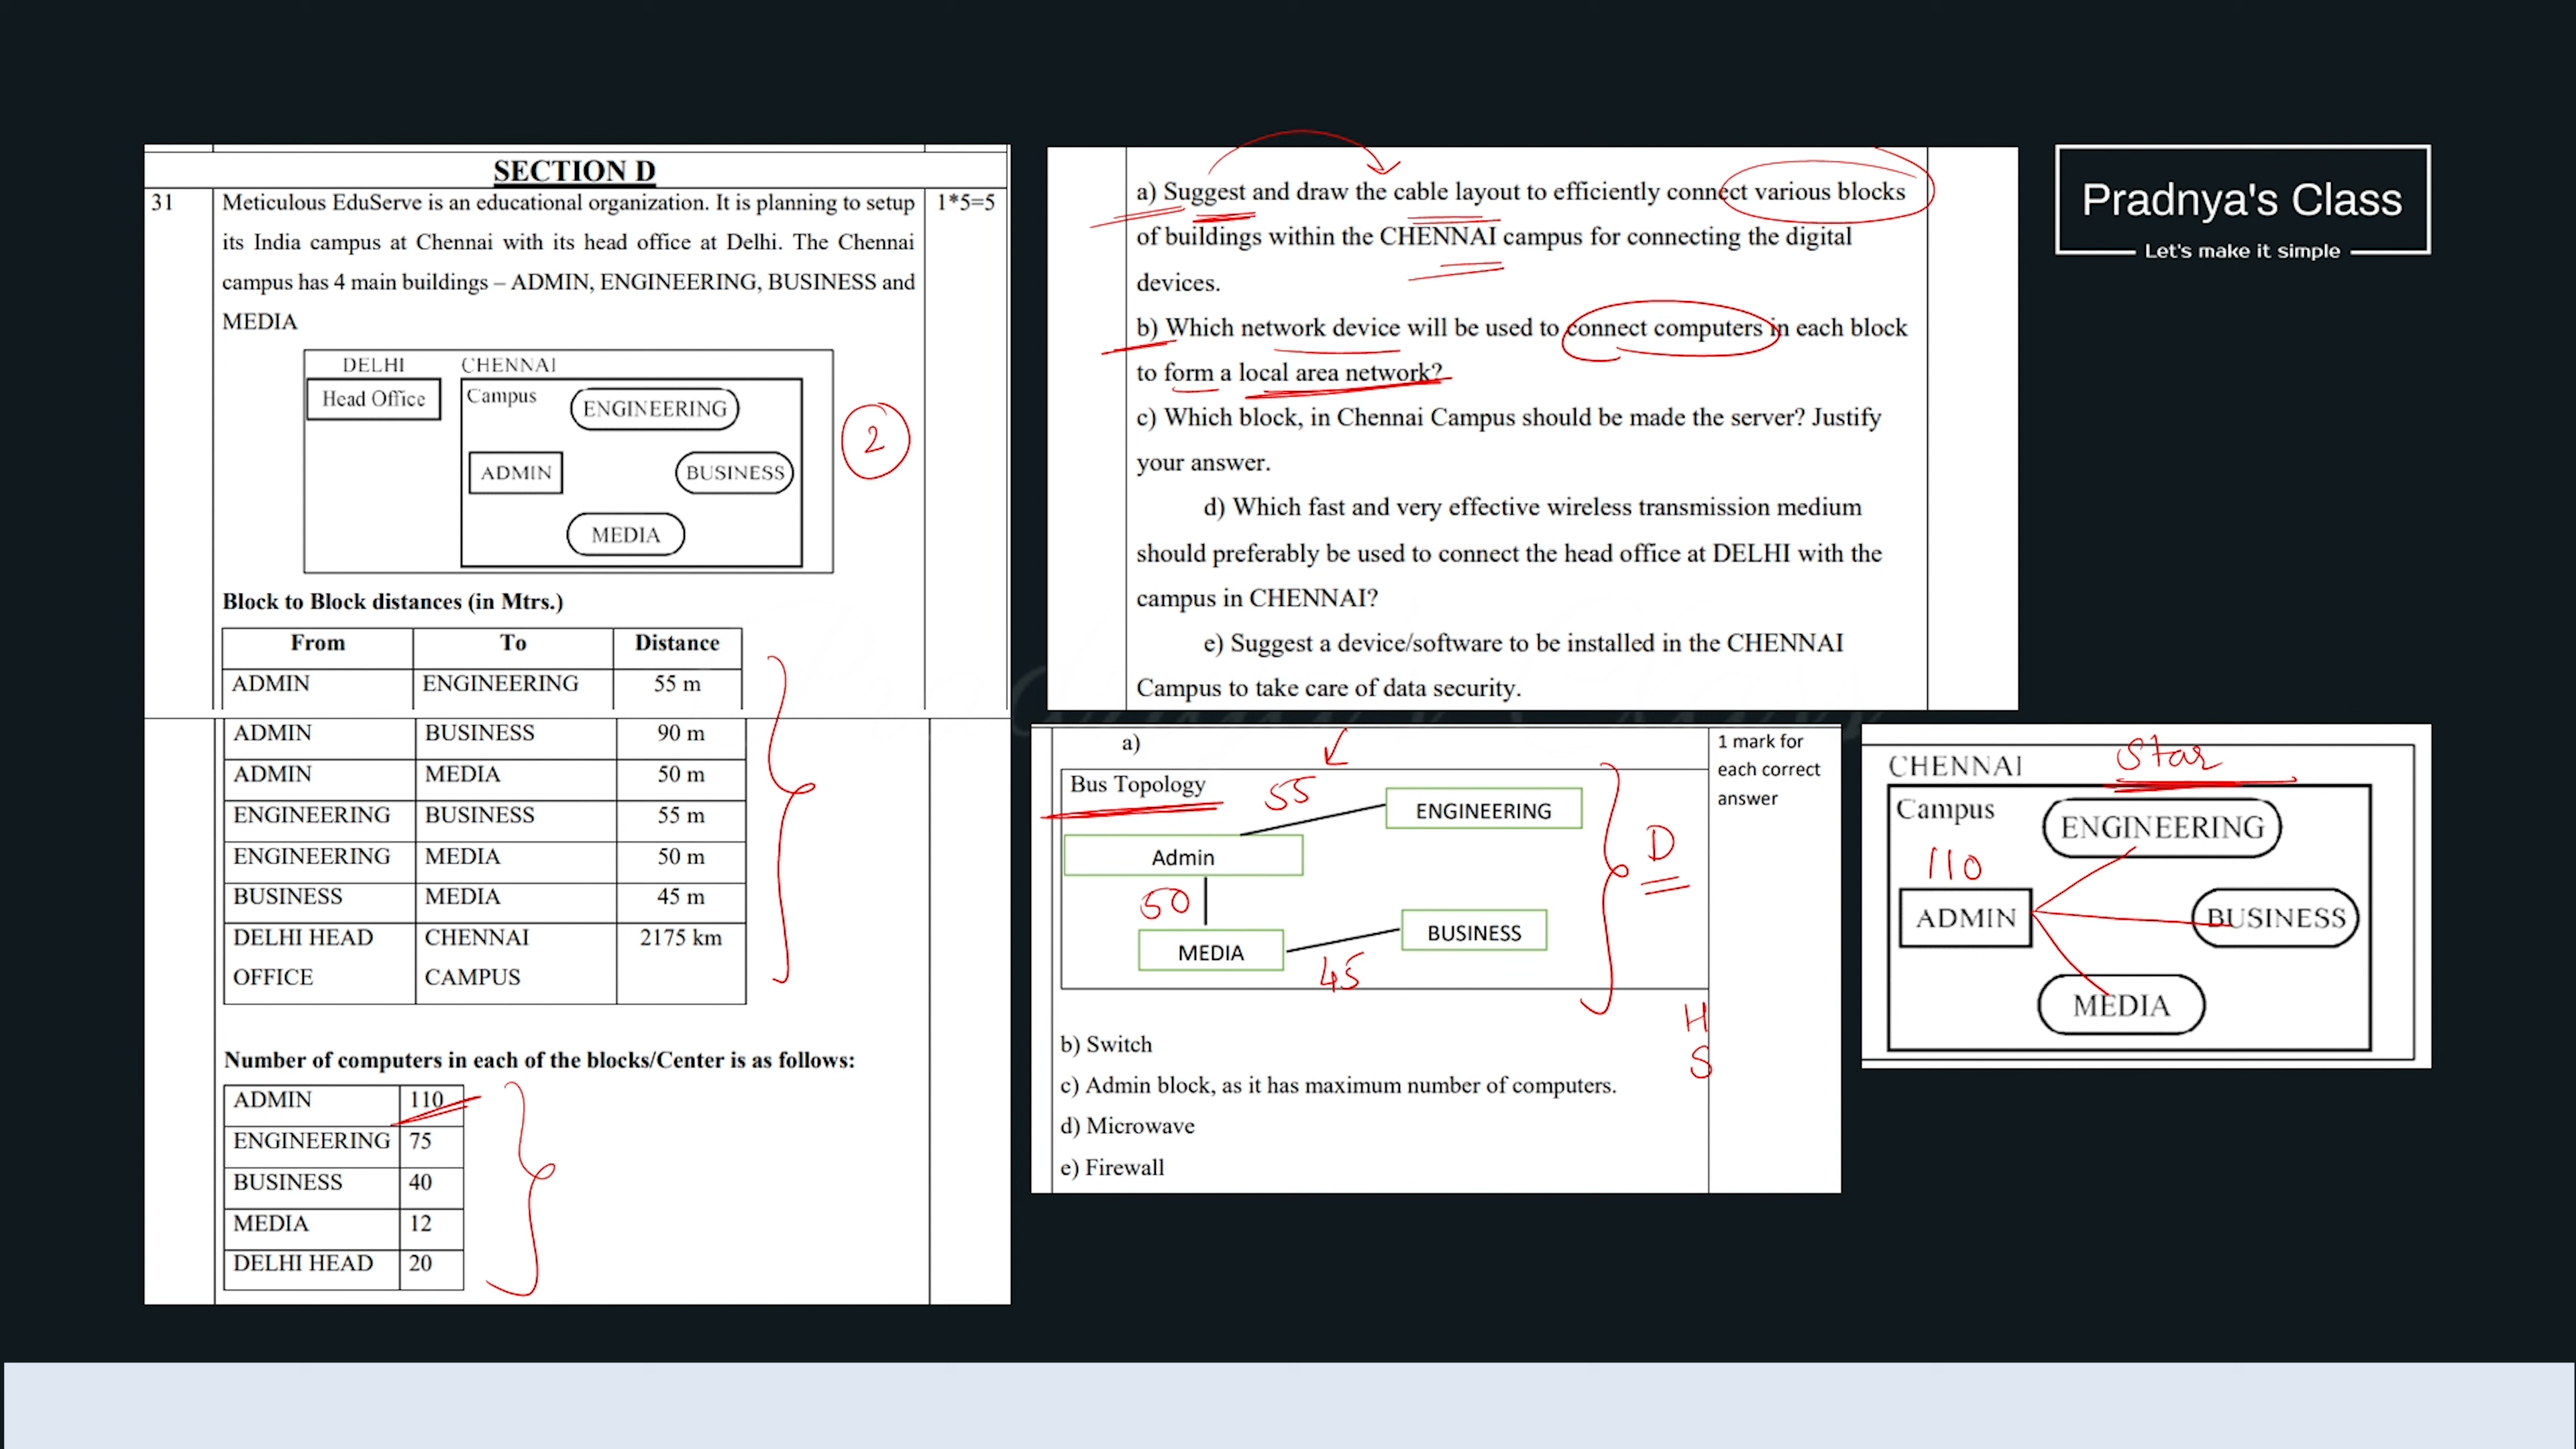 SECTION D
31 Meticulous EduServe is an educational organization. It is planning to setup 1*5=5
its India campus at Chennai with its head office at Delhi. The Chennai
campus has 4 main buildings – ADMIN, ENGINEERING, BUSINESS and
MEDIA
DELHI CHENNAI
Head Office Campus ENGINEERING
ADMIN BUSINESS
MEDIA
2
Block to Block distances (in Mtrs.)
From To Distance
ADMIN ENGINEERING 55 m
ADMIN BUSINESS 90 m
ADMIN MEDIA 50 m
ENGINEERING BUSINESS 55 m
ENGINEERING MEDIA 50 m
BUSINESS MEDIA 45 m
DELHI HEAD CHENNAI 2175 km
OFFICE CAMPUS
Number of computers in each of the blocks/Center is as follows:
ADMIN 110
ENGINEERING 75
BUSINESS 40
MEDIA 12
DELHI HEAD 20
a) Suggest and draw the cable layout to efficiently connect various blocks
of buildings within the CHENNAI campus for connecting the digital
devices.
b) Which network device will be used to connect computers in each block
to form a local area network?
c) Which block, in Chennai Campus should be made the server? Justify
your answer.
d) Which fast and very effective wireless transmission medium
should preferably be used to connect the head office at DELHI with the
campus in CHENNAI?
e) Suggest a device/software to be installed in the CHENNAI
Campus to take care of data security.
a)
Bus Topology
55
ENGINEERING
Admin
50
MEDIA
BUSINESS
45
D
H
S
1 mark for
each correct
answer
b) Switch
c) Admin block, as it has maximum number of computers.
d) Microwave
e) Firewall
CHENNAI Star
Campus ENGINEERING
110
ADMIN BUSINESS
MEDIA
Pradnya's Class
Let's make it simple